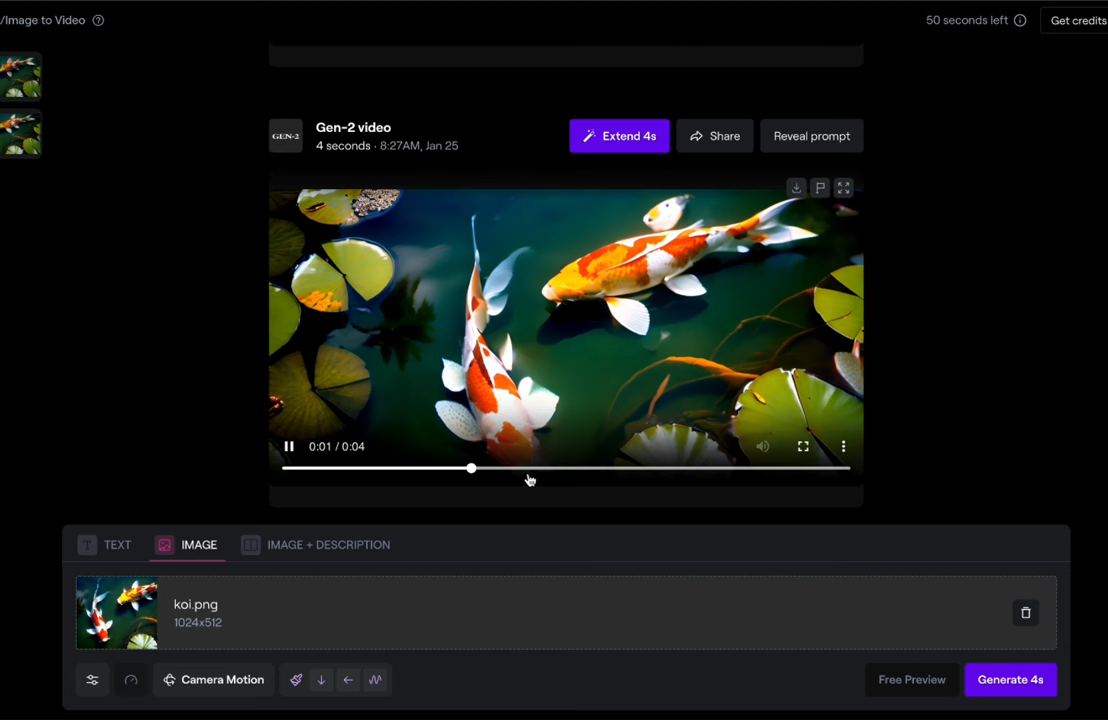 /Image to Video
50 seconds left
Get credits
GEN-2
Gen-2 video
4 seconds · 8:27AM, Jan 25
Extend 4s
Share
Reveal prompt
0:01 / 0:04
T TEXT
IMAGE
IMAGE + DESCRIPTION
koi.png
1024x512
Camera Motion
Free Preview
Generate 4s